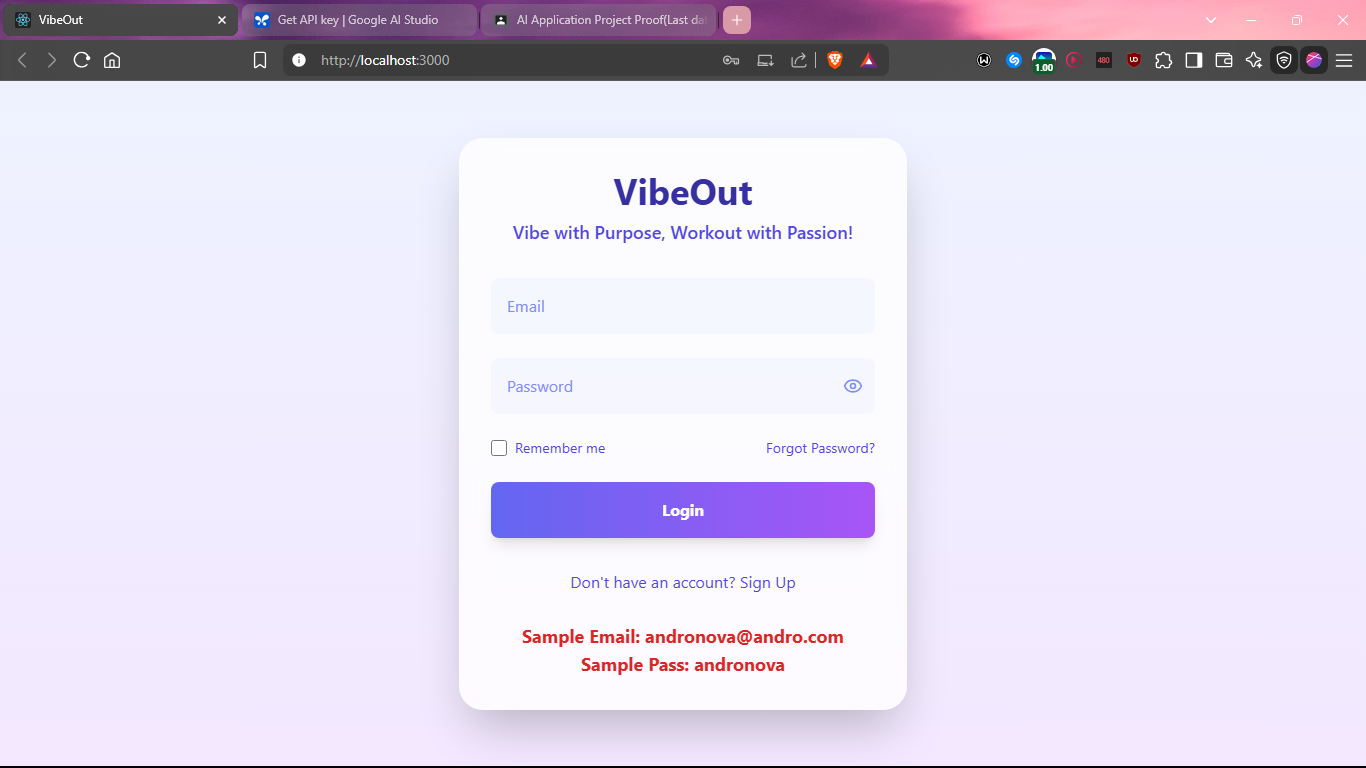 VibeOut
Get API key | Google AI Studio
AI Application Project Proof(Last dat
http://localhost:3000
1.00
480
VibeOut
Vibe with Purpose, Workout with Passion!
Email
Password
Remember me
Forgot Password?
Login
Don't have an account? Sign Up
Sample Email: andronova@andro.com
Sample Pass: andronova